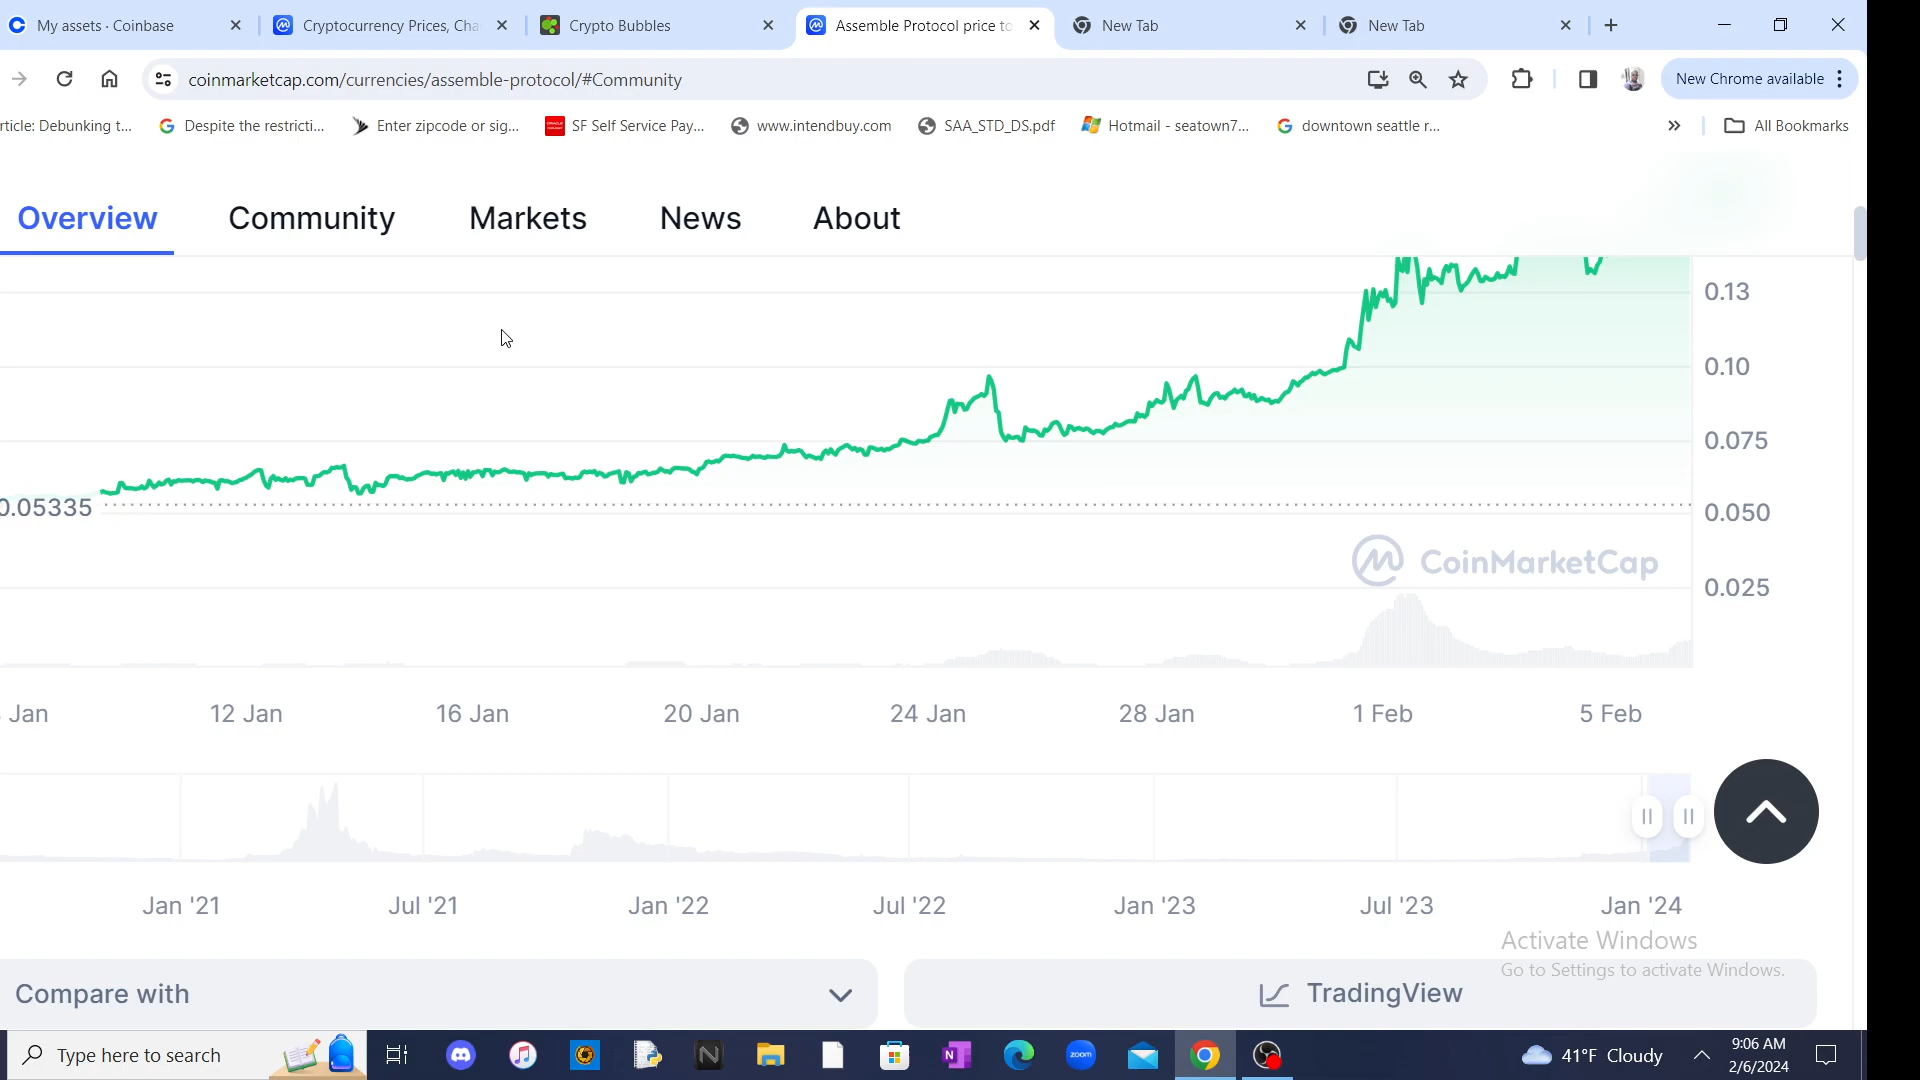 My assets · Coinbase
Cryptocurrency Prices, Cha
Crypto Bubbles
Assemble Protocol price to
New Tab
New Tab
coinmarketcap.com/currencies/assemble-protocol/#Community
New Chrome available
rticle: Debunking t...
Despite the restricti...
Enter zipcode or sig...
SF Self Service Pay...
www.intendbuy.com
SAA_STD_DS.pdf
Hotmail - seatown7...
downtown seattle r...
All Bookmarks
Overview
Community
Markets
News
About
0.13
0.10
0.075
0.05335
0.050
CoinMarketCap
0.025
Jan
12 Jan
16 Jan
20 Jan
24 Jan
28 Jan
1 Feb
5 Feb
Jan '21
Jul '21
Jan '22
Jul '22
Jan '23
Jul '23
Jan '24
Activate Windows
Go to Settings to activate Windows.
Compare with
TradingView
Type here to search
zoom
41°F Cloudy
9:06 AM
2/6/2024